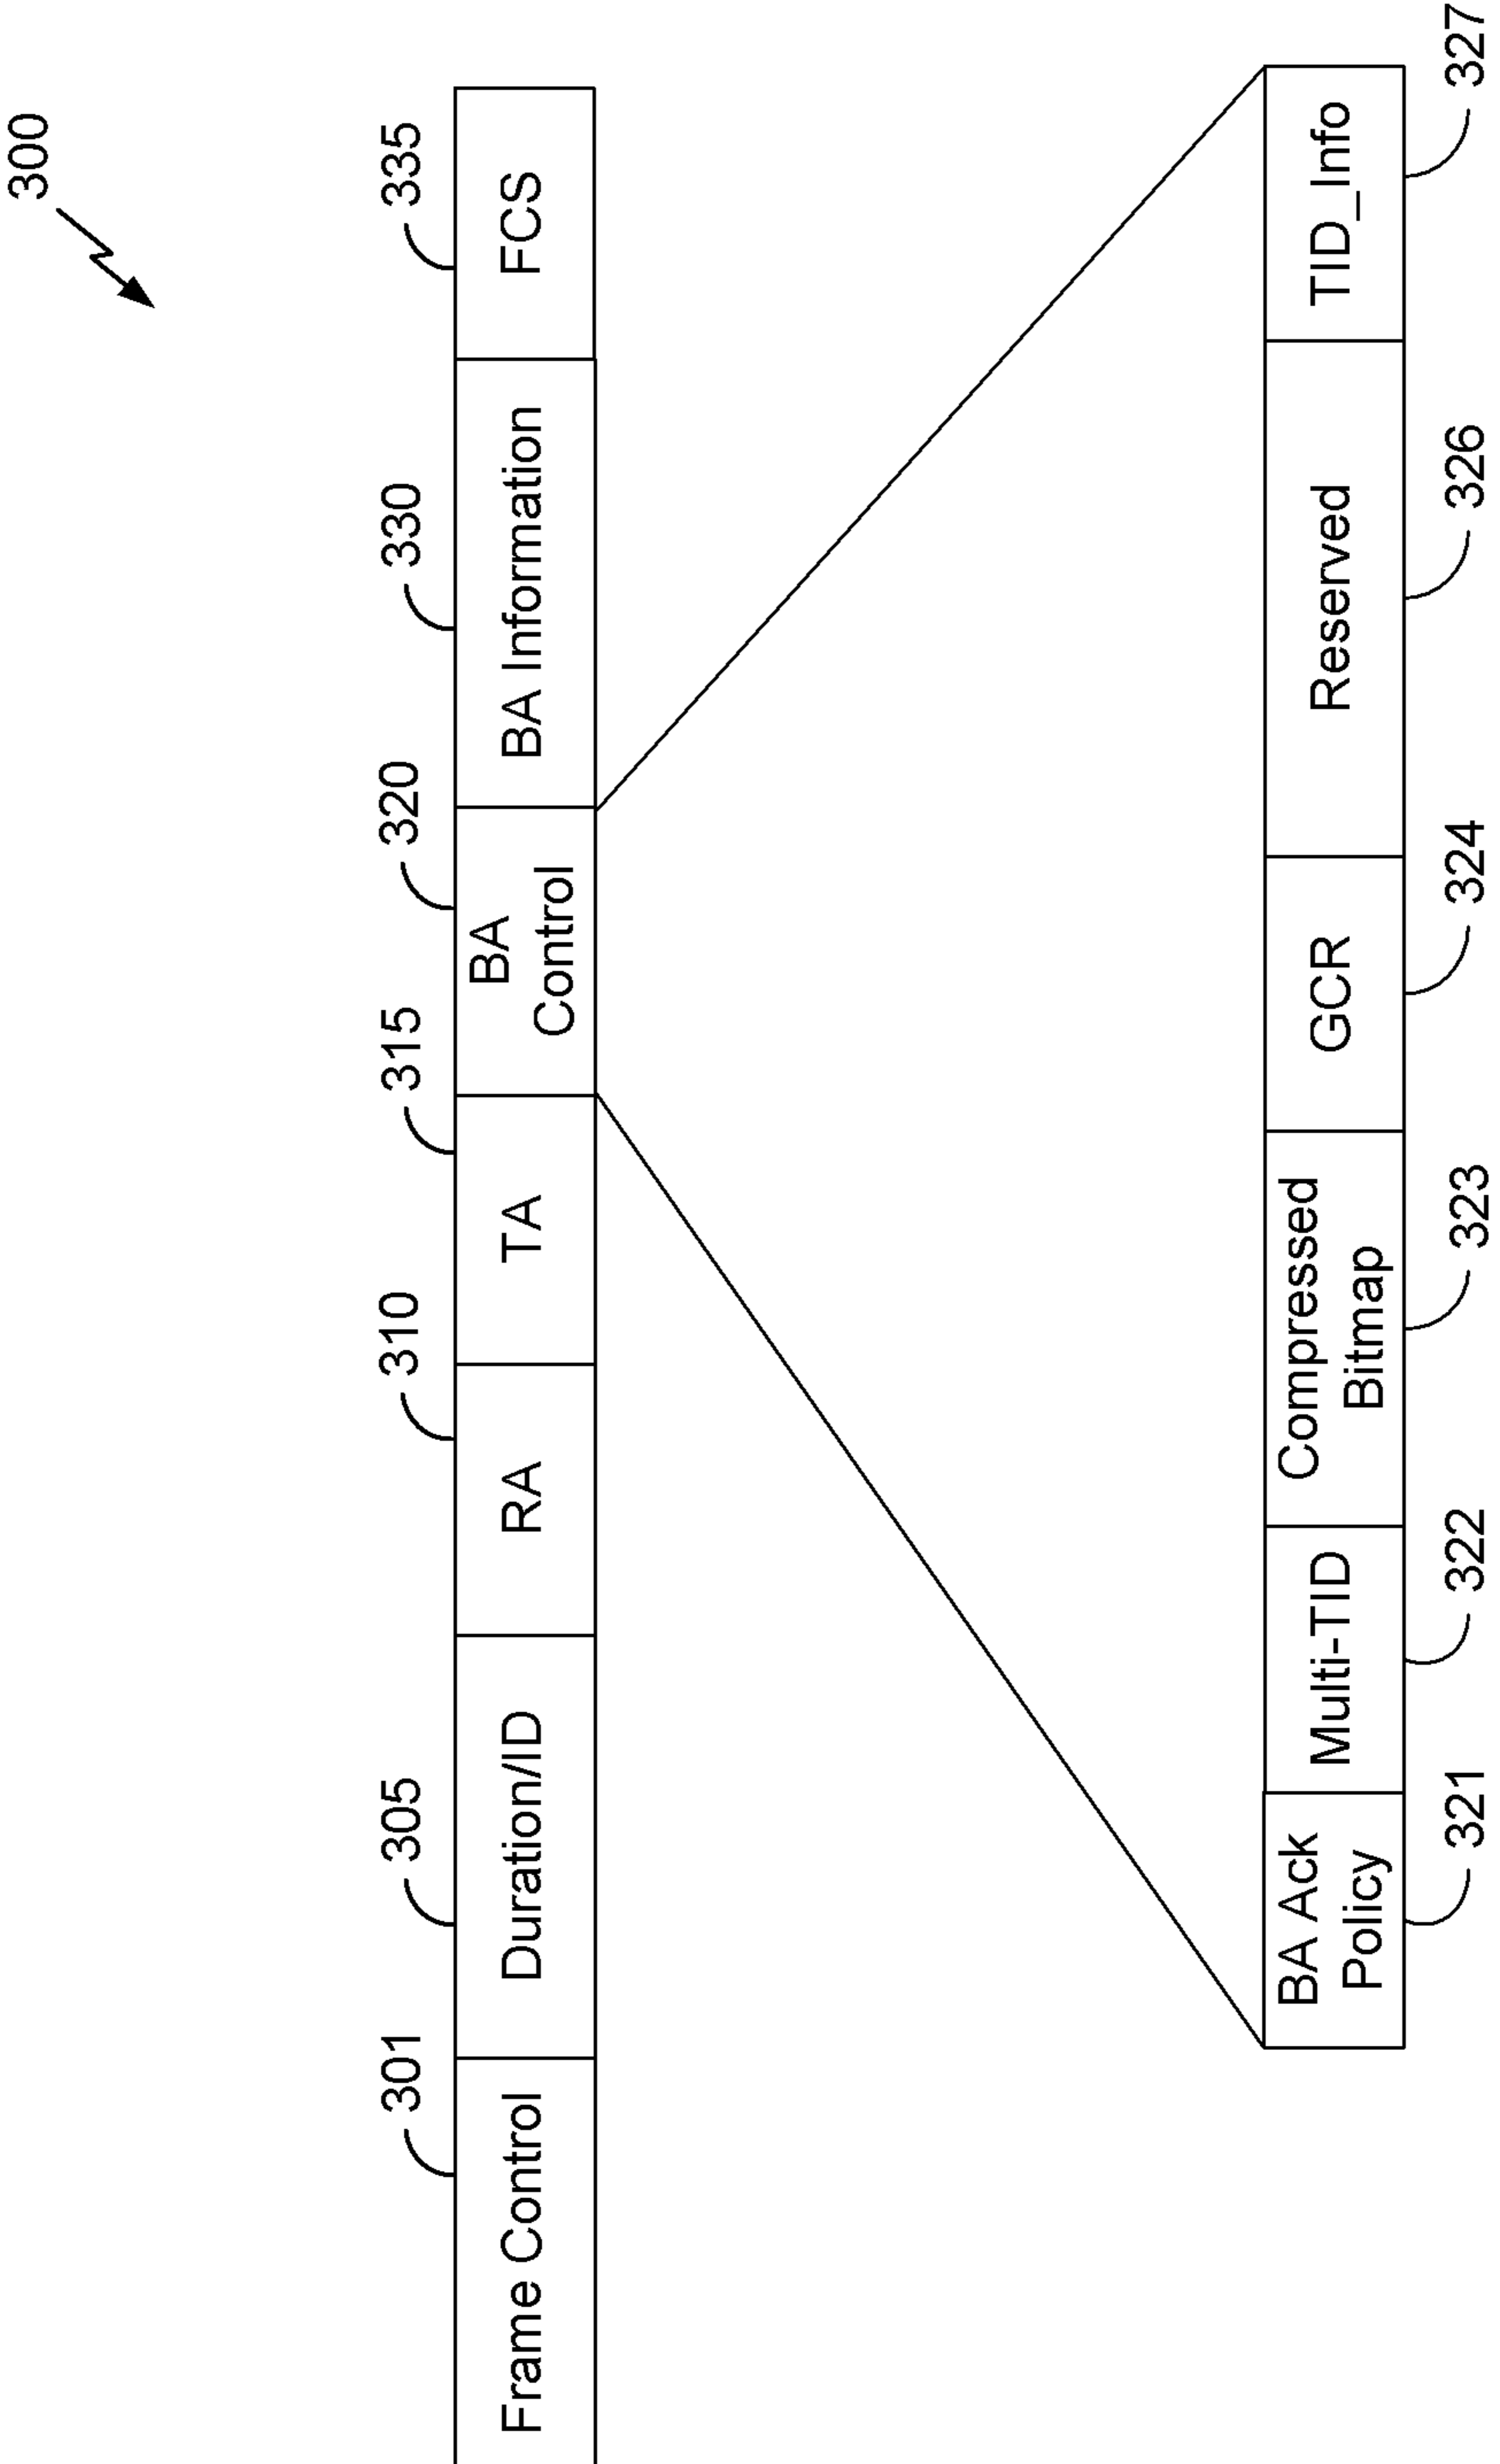 300
301
305
310
315
320
330
335
Frame Control
Duration/ID
RA
TA
BA
Control
BA Information
FCS
BA Ack
Policy
Multi-TID
Compressed
Bitmap
GCR
Reserved
TID_Info
321
322
323
324
326
327